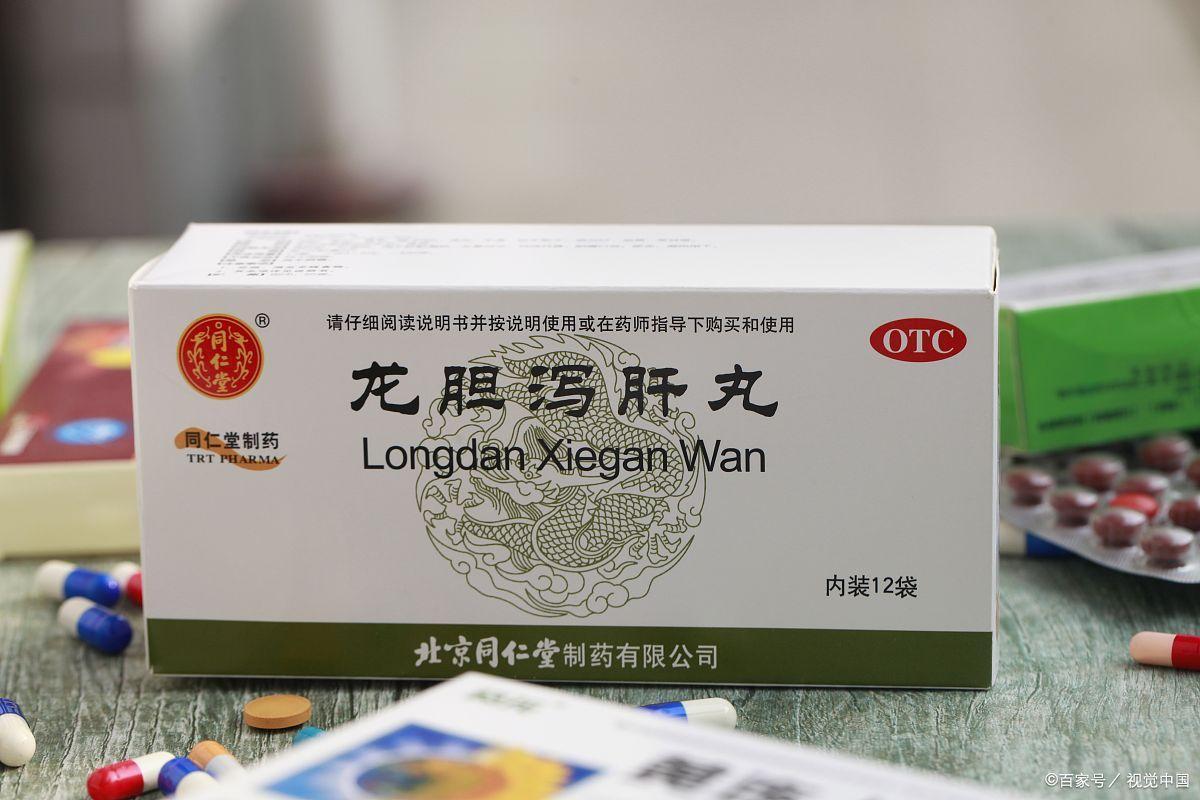 请仔细阅读说明书并按说明使用或在药师指导下购买和使用
OTC
同仁堂
®
龙胆泻肝丸
Longdan Xiegan Wan
同仁堂制药
TRT PHARMA
内装12袋
北京同仁堂制药有限公司
©百家号／视觉中国